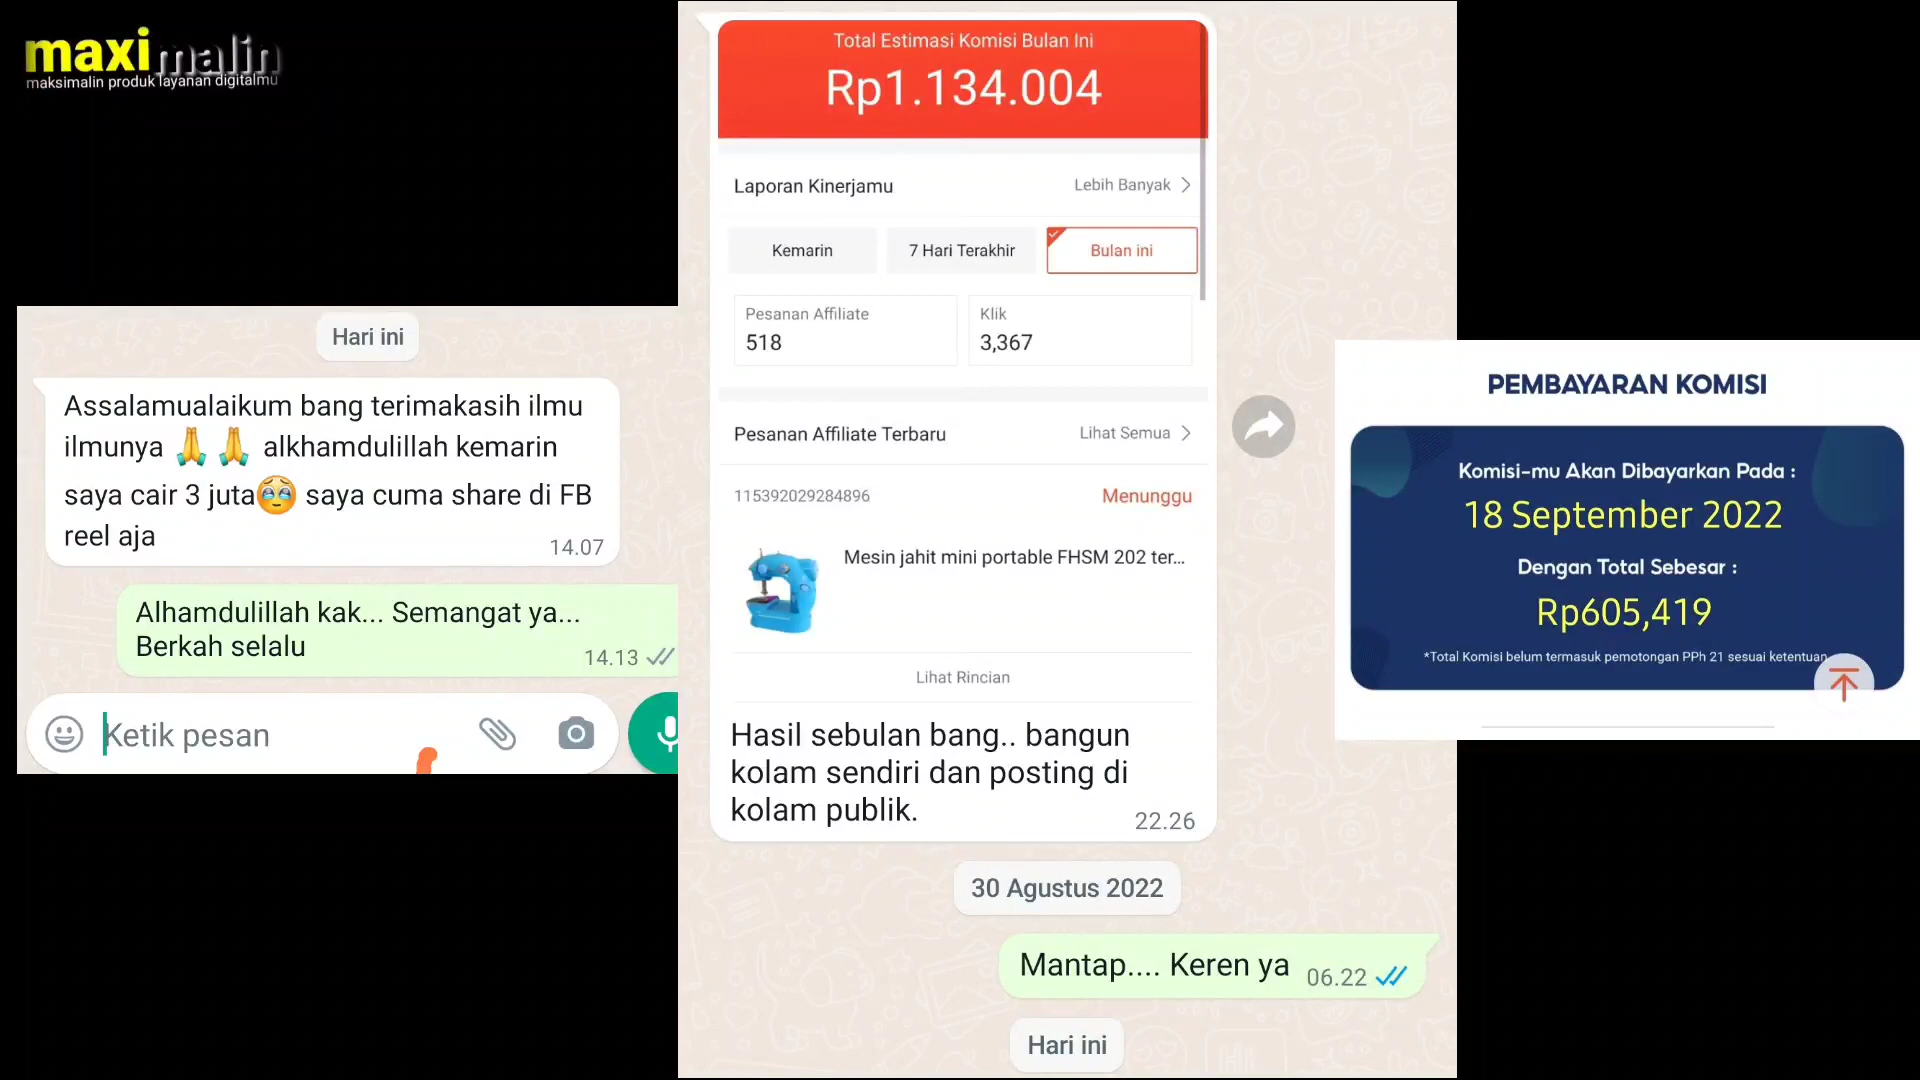 maximalin
maksimalin produk layanan digitalmu
Hari ini
Assalamualaikum bang terimakasih ilmu
ilmunya 🙏 🙏 alkhamdulillah kemarin
saya cair 3 juta🥹 saya cuma share di FB
reel aja
14.07
Alhamdulillah kak... Semangat ya...
Berkah selalu
14.13
Ketik pesan
Total Estimasi Komisi Bulan Ini
Rp1.134.004
Laporan Kinerjamu
Lebih Banyak
Kemarin
7 Hari Terakhir
Bulan ini
Pesanan Affiliate
518
Klik
3,367
Pesanan Affiliate Terbaru
Lihat Semua
115392029284896
Menunggu
Mesin jahit mini portable FHSM 202 ter...
Lihat Rincian
Hasil sebulan bang.. bangun
kolam sendiri dan posting di
kolam publik.
22.26
30 Agustus 2022
Mantap.... Keren ya
06.22
Hari ini
PEMBAYARAN KOMISI
Komisi-mu Akan Dibayarkan Pada :
18 September 2022
Dengan Total Sebesar :
Rp605,419
*Total Komisi belum termasuk pemotongan PPh 21 sesuai ketentuan